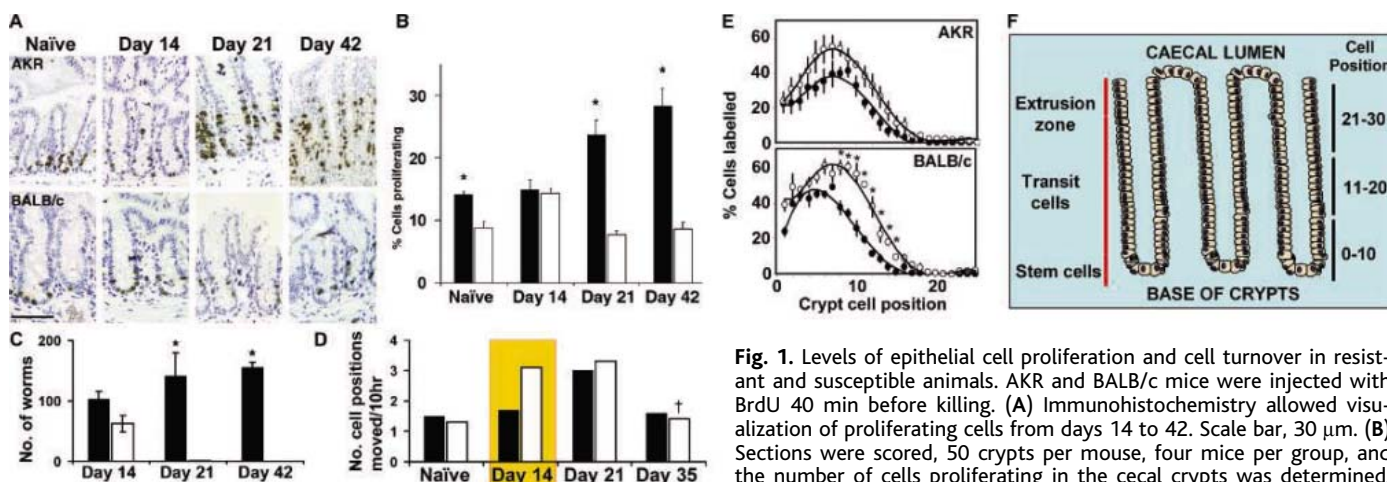 A
Naïve Day 14 Day 21 Day 42
AKR
BALB/c
B
% Cells proliferating
30
20
10
0
Naïve Day 14 Day 21 Day 42
* * *
C
No. of worms
200
100
0
* *
Day 14 Day 21 Day 42
D
No. cell positions
moved/10hr
4
3
2
1
0
†
Naïve Day 14 Day 21 Day 35
E
% Cells labelled
60
40
20
0
AKR
60
40
20
0
BALB/c
* * * * * * * *
0 10 20
Crypt cell position
F
CAECAL LUMEN
Cell
Position
Extrusion
zone
21-30
Transit
cells
11-20
Stem cells
0-10
BASE OF CRYPTS
Fig. 1. Levels of epithelial cell proliferation and cell turnover in resist-
ant and susceptible animals. AKR and BALB/c mice were injected with
BrdU 40 min before killing. (A) Immunohistochemistry allowed visu-
alization of proliferating cells from days 14 to 42. Scale bar, 30 μm. (B)
Sections were scored, 50 crypts per mouse, four mice per group, and
the number of cells proliferating in the cecal crypts was determined.